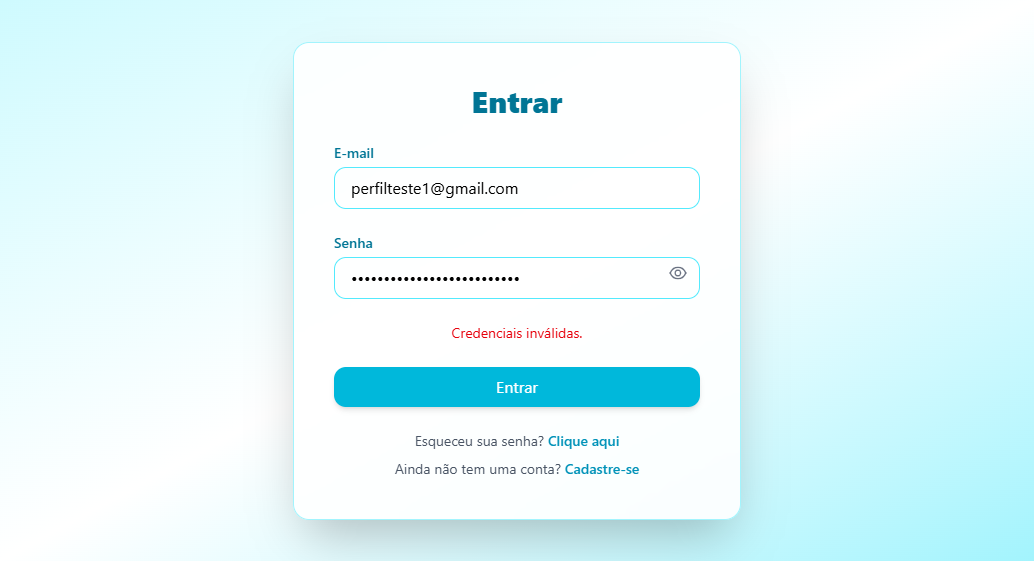 Entrar
E-mail
perfilteste1@gmail.com
Senha
••••••••••••••••••••••••••
Credenciais inválidas.
Entrar
Esqueceu sua senha? Clique aqui
Ainda não tem uma conta? Cadastre-se